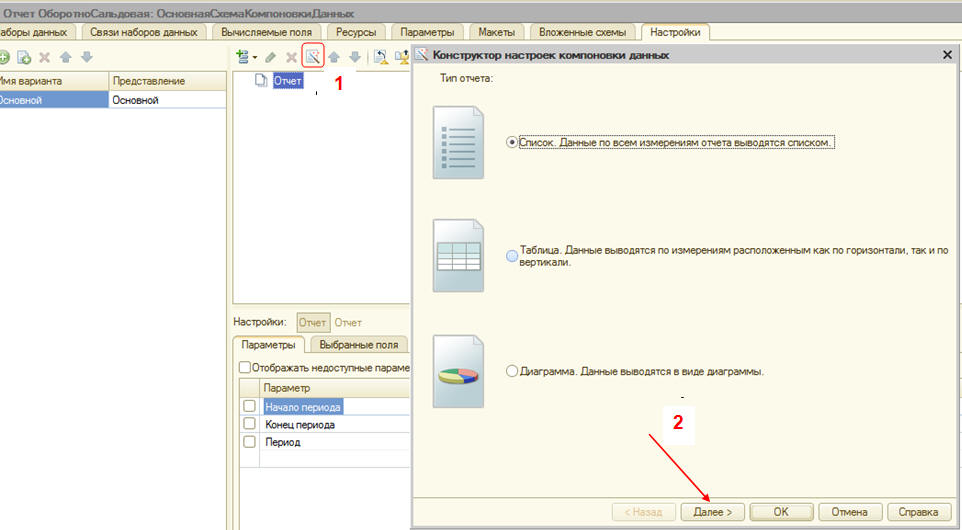 Отчет ОборотноСальдовая: ОсновнаяСхемаКомпоновкиДанных
аборы данных Связи наборов данных Вычисляемые поля Ресурсы Параметры Макеты Вложенные схемы Настройки
Имя варианта Представление
Основной Основной
Отчет
1
Настройки: Отчет Отчет
Параметры Выбранные поля
Отображать недоступные параме
Параметр
Начало периода
Конец периода
Период
Конструктор настроек компоновки данных
Тип отчета:
Список. Данные по всем измерениям отчета выводятся списком.
Таблица. Данные выводятся по измерениям расположенным как по горизонтали, так и по
вертикали.
Диаграмма. Данные выводятся в виде диаграммы.
2
< Назад Далее > OK Отмена Справка